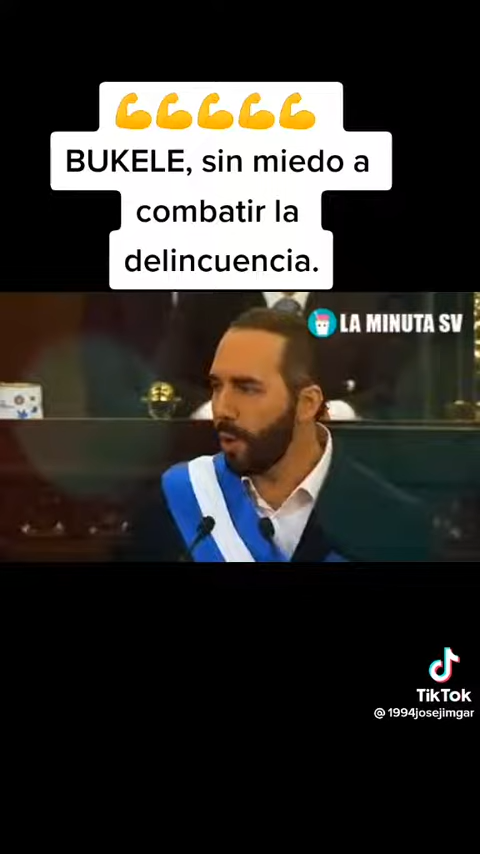 💪💪💪💪💪
BUKELE, sin miedo a
combatir la
delincuencia.
LA MINUTA SV
TikTok
@1994josejimgar